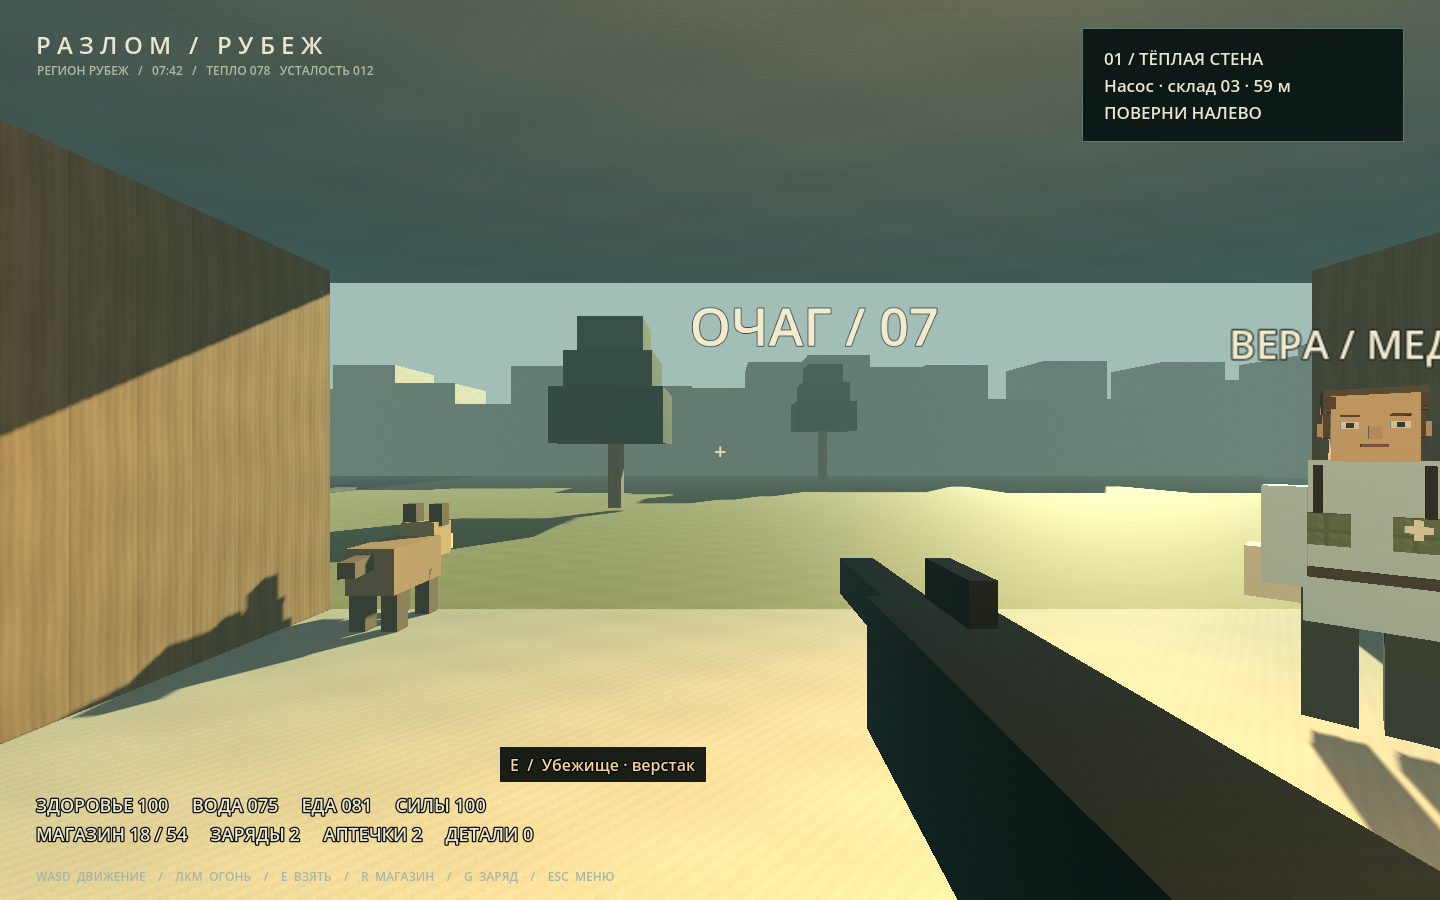 РАЗЛОМ / РУБЕЖ
РЕГИОН РУБЕЖ / 07:42 / ТЕПЛО 078 УСТАЛОСТЬ 012
01 / ТЁПЛАЯ СТЕНА
Насос · склад 03 · 59 м
ПОВЕРНИ НАЛЕВО
ОЧАГ / 07
ВЕРА / МЕД
E / Убежище · верстак
ЗДОРОВЬЕ 100 ВОДА 075 ЕДА 081 СИЛЫ 100
МАГАЗИН 18 / 54 ЗАРЯДЫ 2 АПТЕЧКИ 2 ДЕТАЛИ 0
WASD ДВИЖЕНИЕ / ЛКМ ОГОНЬ / E ВЗЯТЬ / R МАГАЗИН / G ЗАРЯД / ESC МЕНЮ